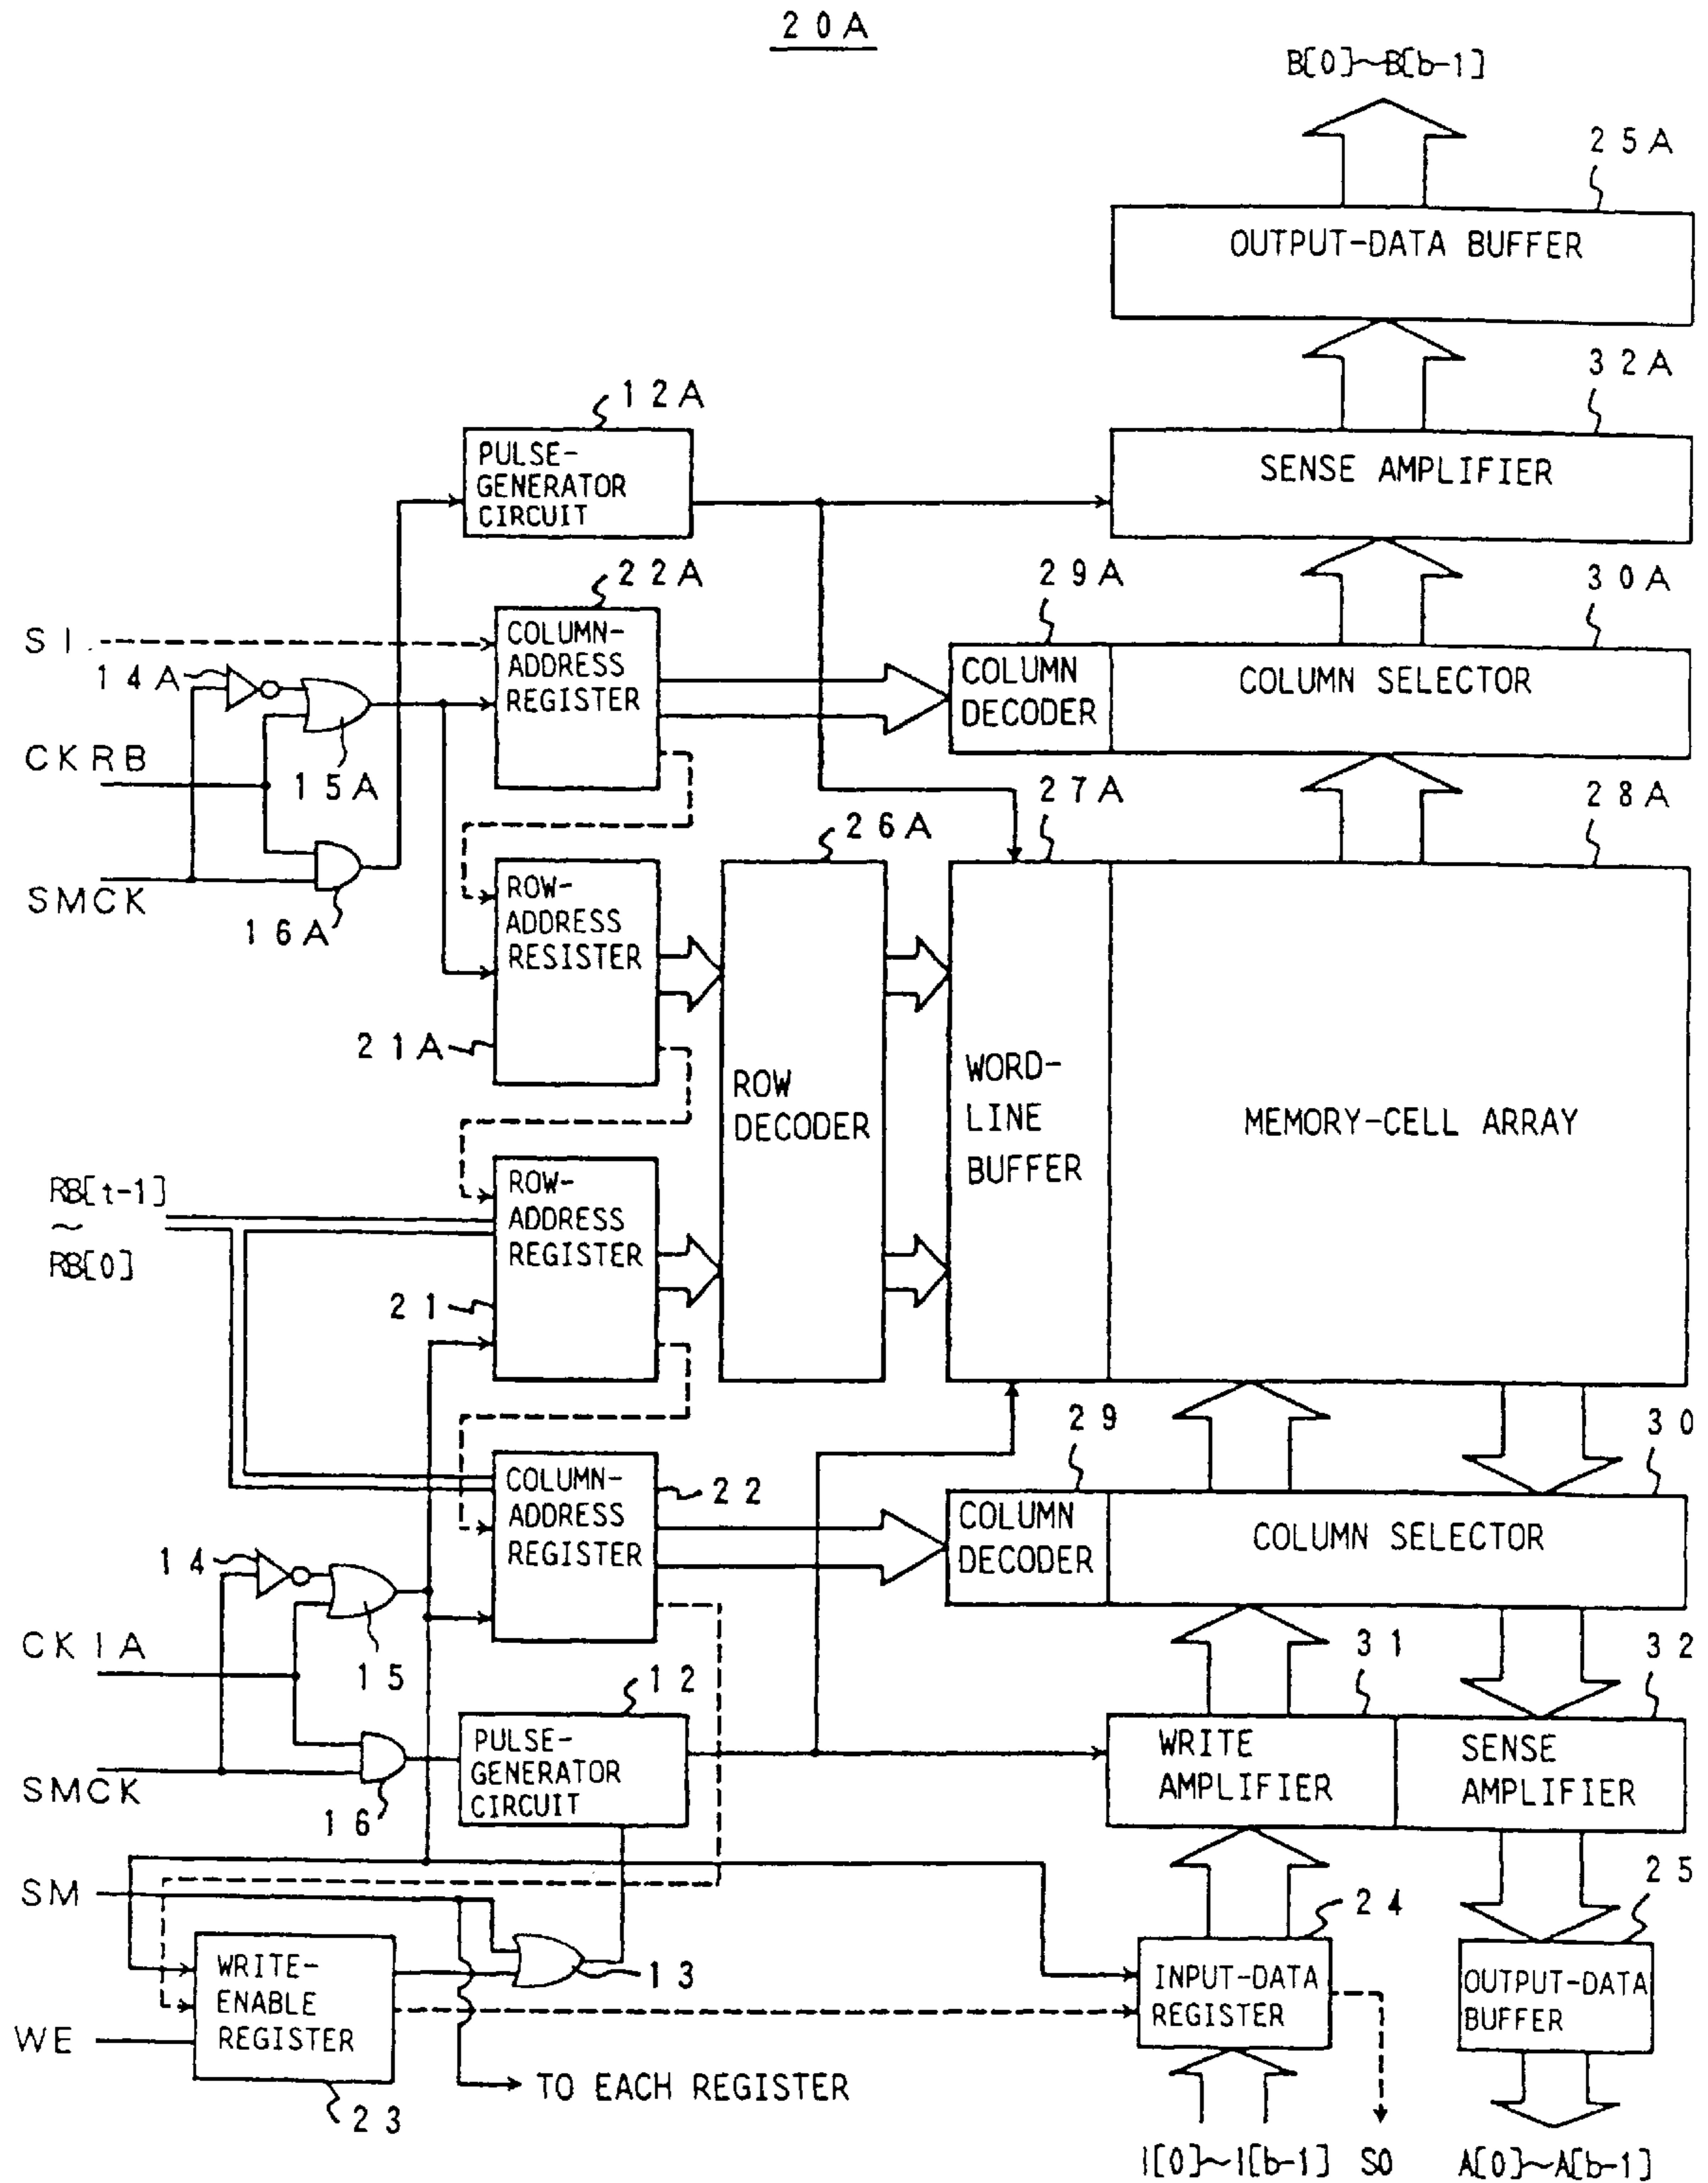 20A
B[0]~B[b-1]
25A
OUTPUT-DATA BUFFER
32A
12A
PULSE-
GENERATOR
CIRCUIT
SENSE AMPLIFIER
22A
29A
30A
SI
COLUMN-
ADDRESS
REGISTER
14A
COLUMN
DECODER
COLUMN SELECTOR
CKRB
15A
27A
28A
26A
SMCK
16A
ROW-
ADDRESS
RESISTER
21A
ROW
DECODER
WORD-
LINE
BUFFER
MEMORY-CELL ARRAY
RB[t-1]
~
RB[0]
ROW-
ADDRESS
REGISTER
21
29
30
COLUMN-
ADDRESS
REGISTER
22
COLUMN
DECODER
COLUMN SELECTOR
14
CKIA
15
12
31
32
PULSE-
GENERATOR
CIRCUIT
WRITE
AMPLIFIER
SENSE
AMPLIFIER
SMCK
16
SM
24
25
WRITE-
ENABLE
REGISTER
13
INPUT-DATA
REGISTER
OUTPUT-DATA
BUFFER
WE
23
TO EACH REGISTER
I[0]~I[b-1]
SO
A[0]~A[b-1]